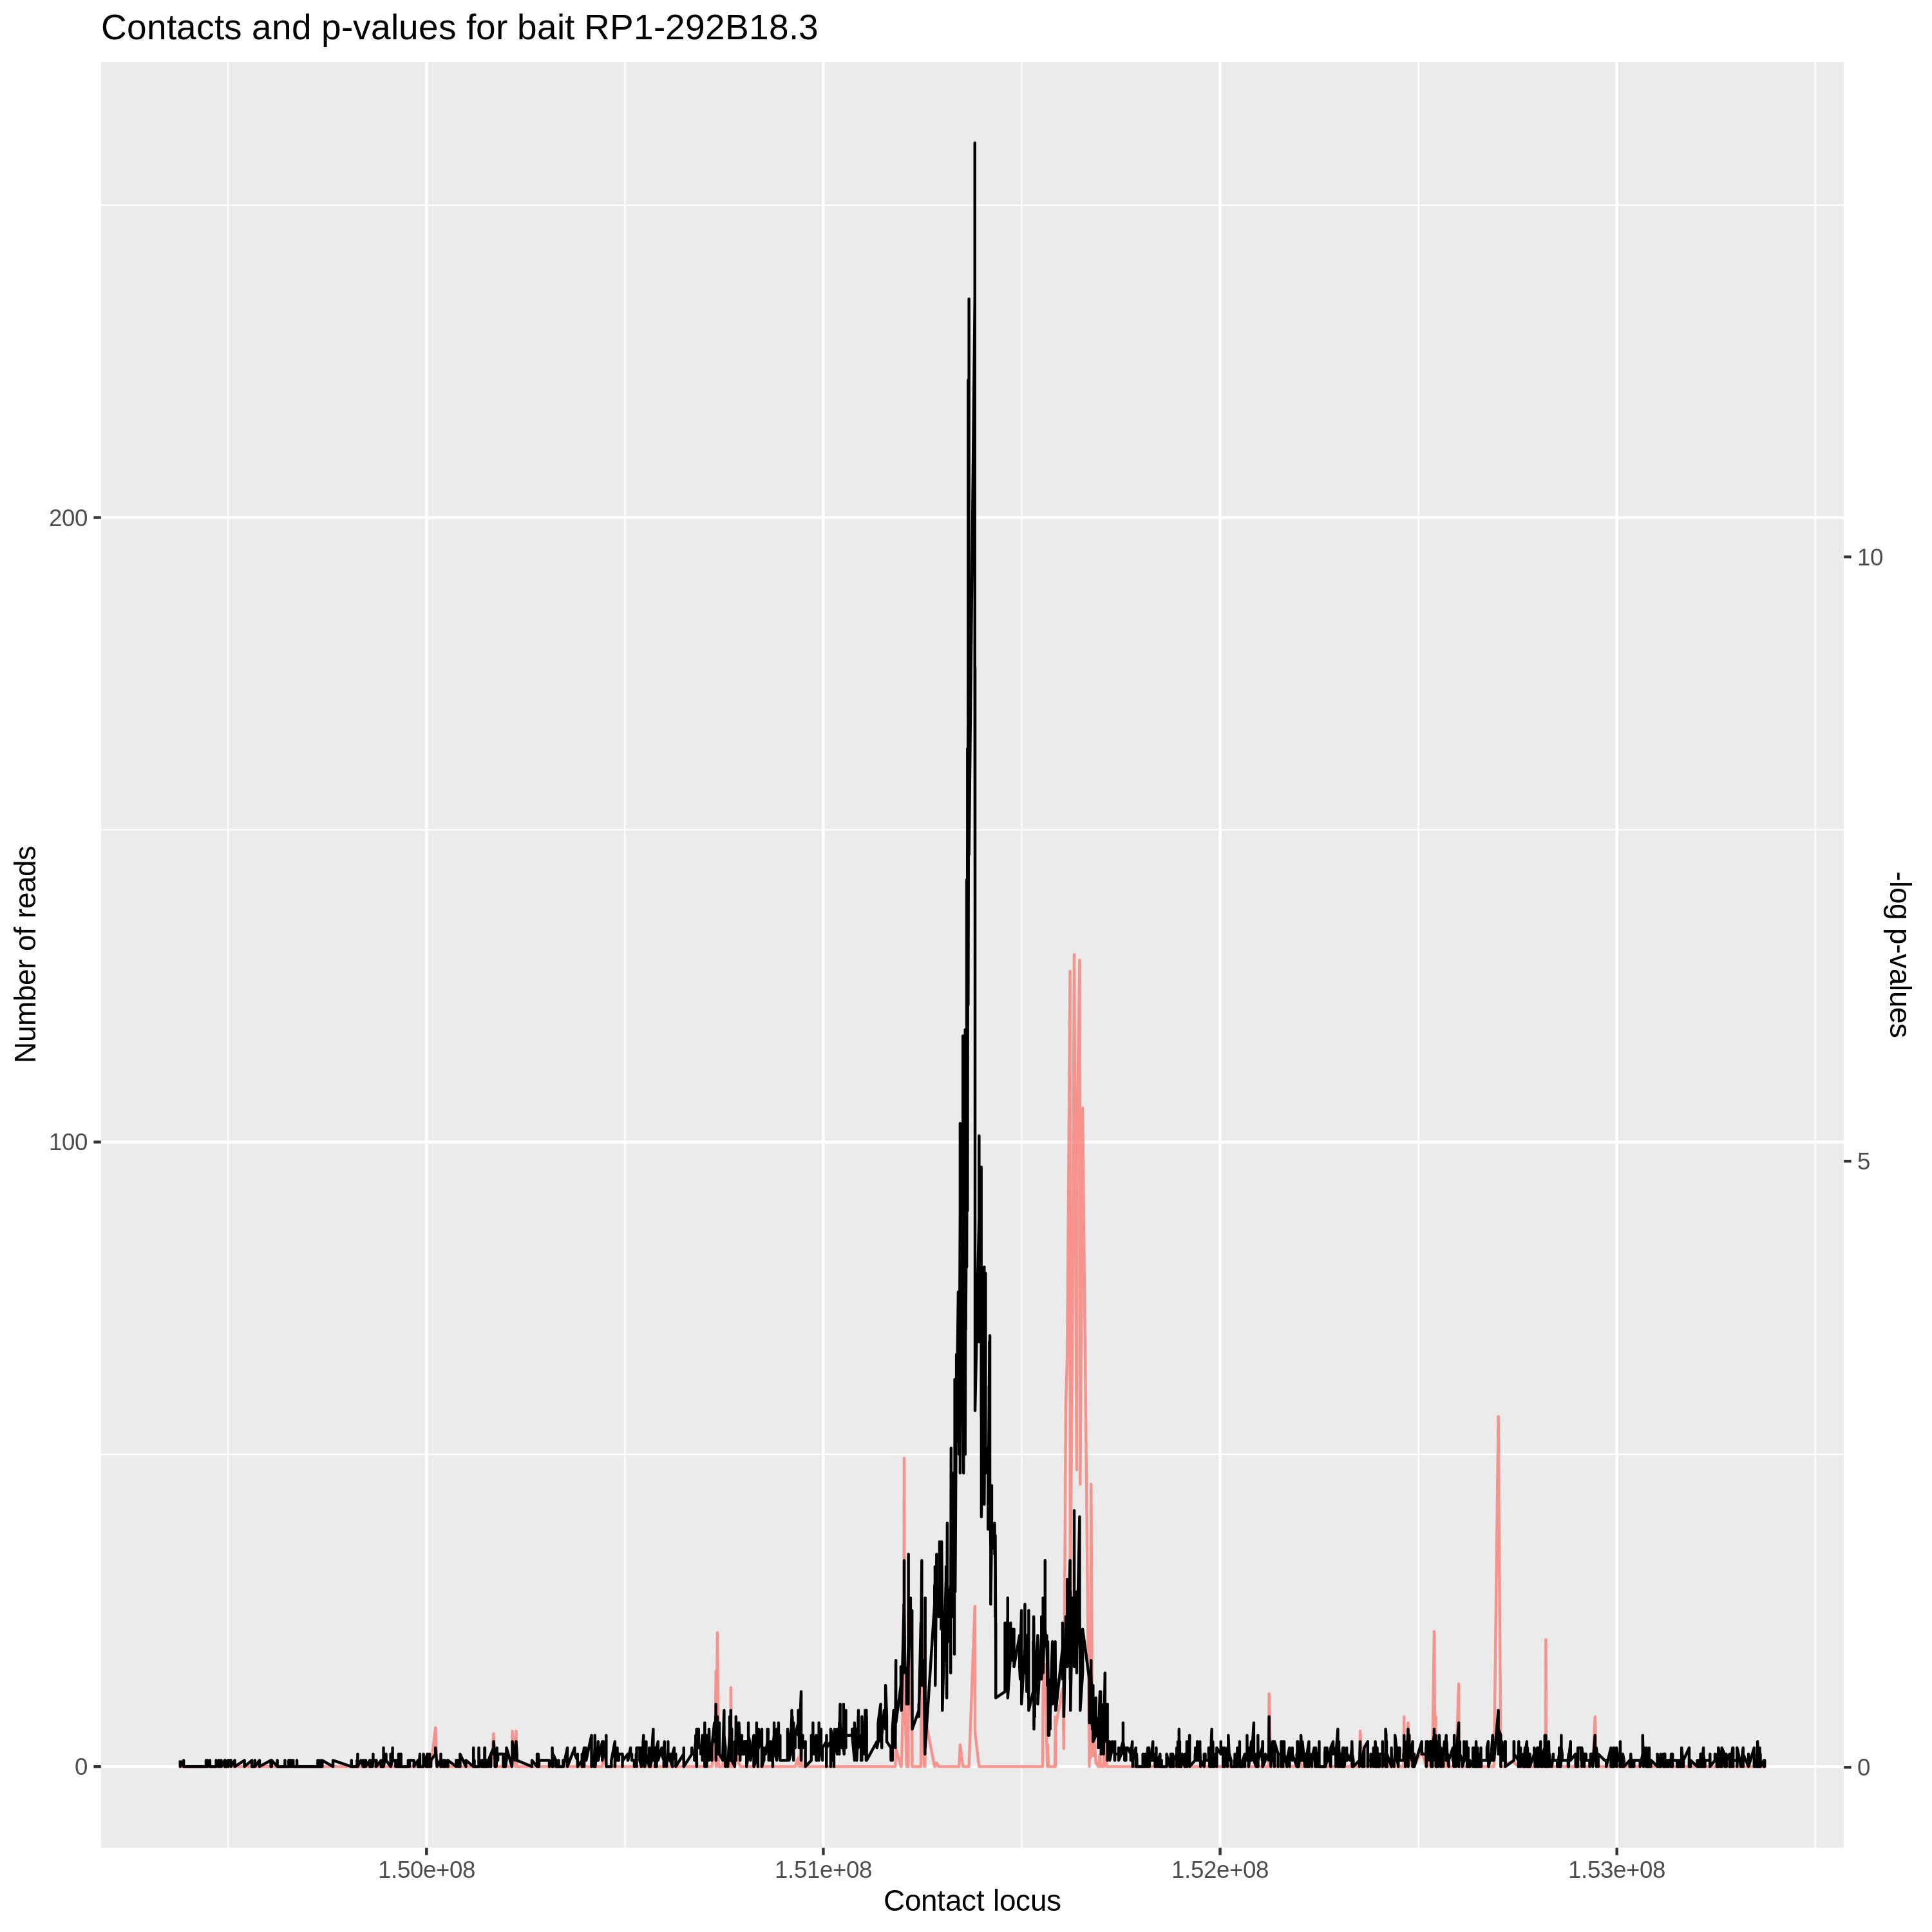 Contacts and p-values for bait RP1-292B18.3
Number of reads
200
100
0
10
5
0
-log p-values
1.50e+08
1.51e+08
1.52e+08
1.53e+08
Contact locus